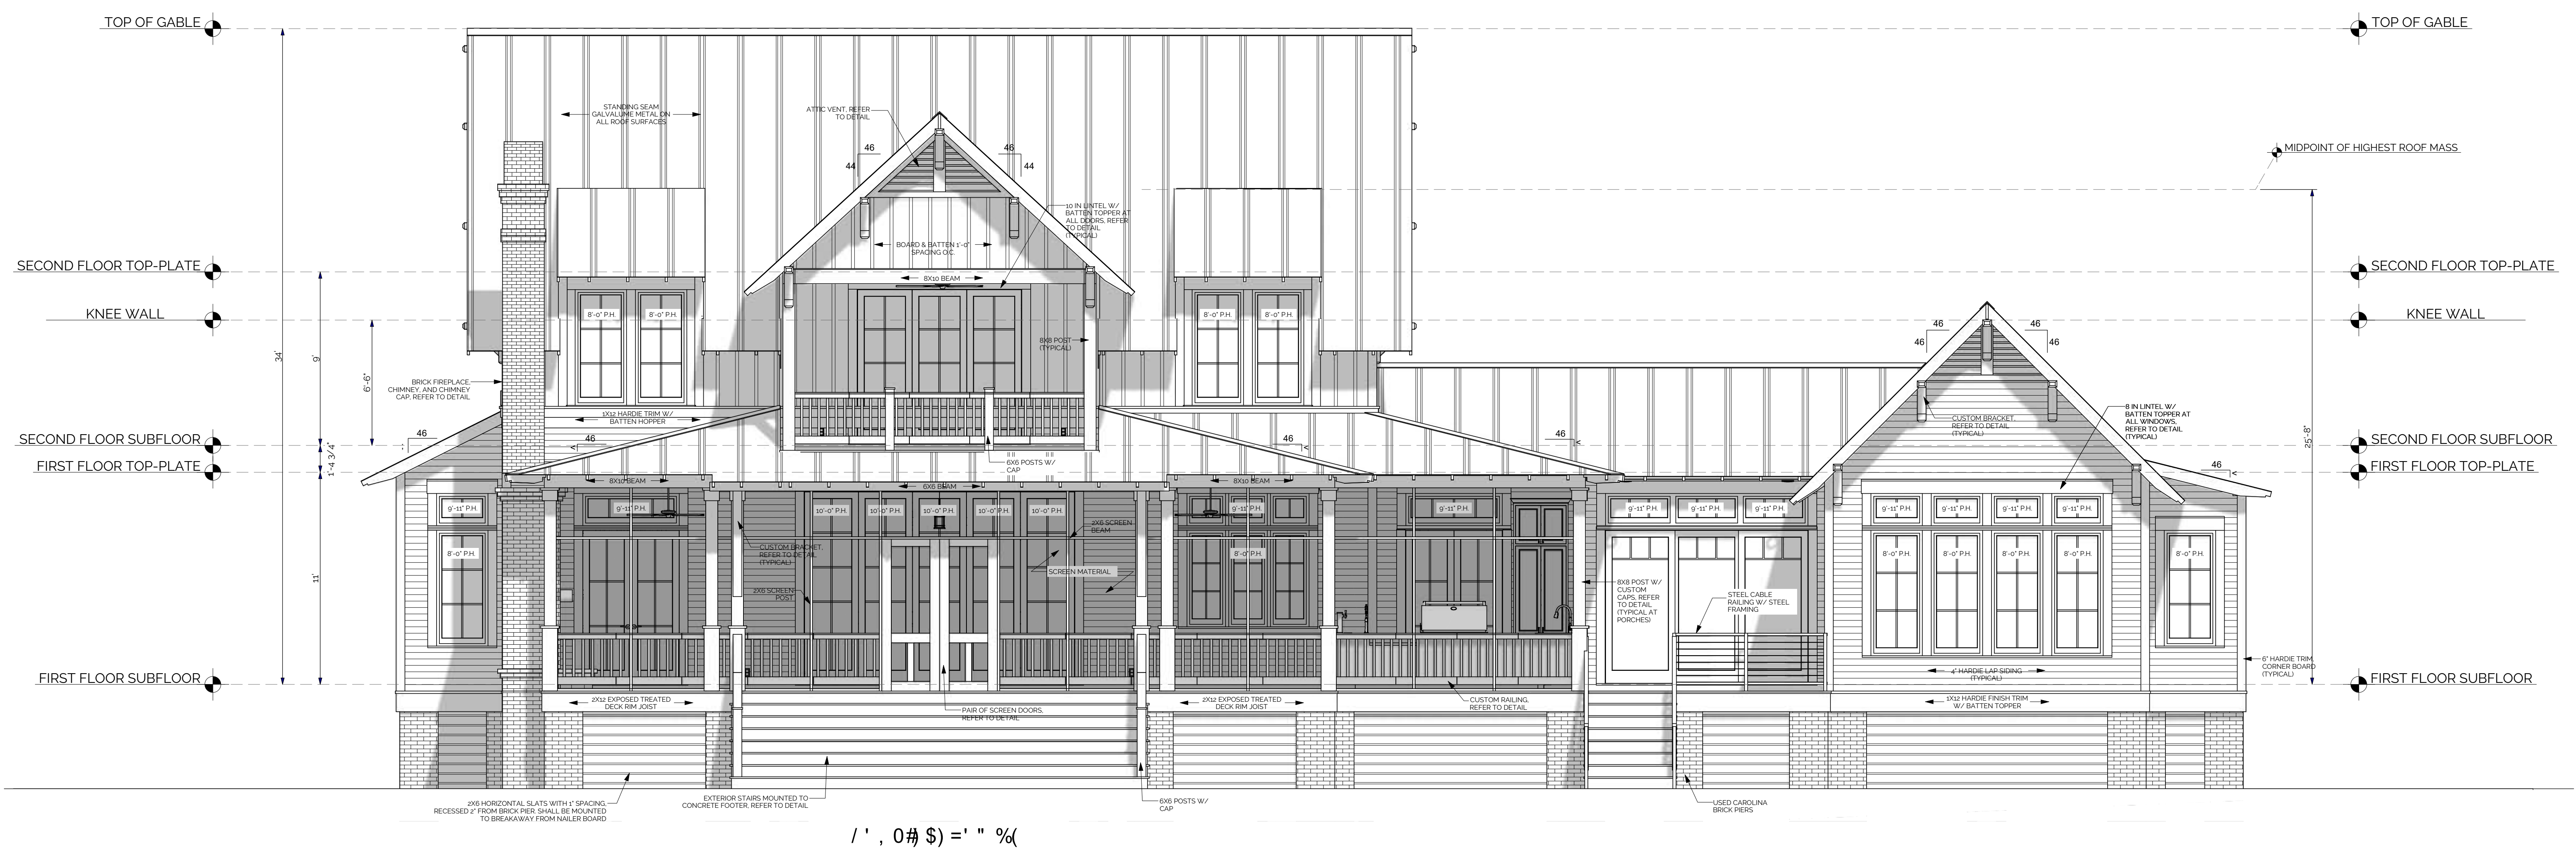 TOP OF GABLE
TOP OF GABLE
STANDING SEAM
GALVALUME METAL ON
ALL ROOF SURFACES
ATTIC VENT, REFER
TO DETAIL
46
44
46
44
MIDPOINT OF HIGHEST ROOF MASS
10 IN LINTEL W/
BATTEN TOPPER AT
ALL DOORS, REFER
TO DETAIL
(TYPICAL)
BOARD & BATTEN 1'-0"
SPACING O.C.
SECOND FLOOR TOP-PLATE
SECOND FLOOR TOP-PLATE
8X10 BEAM
KNEE WALL
KNEE WALL
8'-0" P.H.
8'-0" P.H.
8'-0" P.H.
8'-0" P.H.
8X8 POST
(TYPICAL)
46
46
46
46
34'
9'
6'-6"
BRICK FIREPLACE,
CHIMNEY, AND CHIMNEY
CAP, REFER TO DETAIL
1X12 HARDIE TRIM W/
BATTEN HOPPER
CUSTOM BRACKET,
REFER TO DETAIL
(TYPICAL)
8 IN LINTEL W/
BATTEN TOPPER AT
ALL WINDOWS,
REFER TO DETAIL
(TYPICAL)
25'-8"
SECOND FLOOR SUBFLOOR
SECOND FLOOR SUBFLOOR
46
46
46
46
46
1'-4 3/4"
FIRST FLOOR TOP-PLATE
FIRST FLOOR TOP-PLATE
6X6 POSTS W/
CAP
8X10 BEAM
6X6 BEAM
8X10 BEAM
9'-11" P.H.
9'-11" P.H.
10'-0" P.H.
10'-0" P.H.
10'-0" P.H.
10'-0" P.H.
10'-0" P.H.
9'-11" P.H.
9'-11" P.H.
9'-11" P.H.
9'-11" P.H.
9'-11" P.H.
9'-11" P.H.
9'-11" P.H.
9'-11" P.H.
9'-11" P.H.
2X6 SCREEN
BEAM
CUSTOM BRACKET,
REFER TO DETAIL
(TYPICAL)
8'-0" P.H.
8'-0" P.H.
8'-0" P.H.
8'-0" P.H.
8'-0" P.H.
8'-0" P.H.
8'-0" P.H.
SCREEN MATERIAL
2X6 SCREEN
POST
11'
8X8 POST W/
CUSTOM
CAPS, REFER
TO DETAIL
(TYPICAL AT
PORCHES)
STEEL CABLE
RAILING W/ STEEL
FRAMING
4" HARDIE LAP SIDING
(TYPICAL)
6" HARDIE TRIM
CORNER BOARD
(TYPICAL)
FIRST FLOOR SUBFLOOR
FIRST FLOOR SUBFLOOR
2X12 EXPOSED TREATED
DECK RIM JOIST
PAIR OF SCREEN DOORS,
REFER TO DETAIL
2X12 EXPOSED TREATED
DECK RIM JOIST
CUSTOM RAILING,
REFER TO DETAIL
1X12 HARDIE FINISH TRIM
W/ BATTEN TOPPER
2X6 HORIZONTAL SLATS WITH 1" SPACING,
RECESSED 2" FROM BRICK PIER, SHALL BE MOUNTED
TO BREAKAWAY FROM NAILER BOARD
EXTERIOR STAIRS MOUNTED TO
CONCRETE FOOTER, REFER TO DETAIL
6X6 POSTS W/
CAP
USED CAROLINA
BRICK PIERS